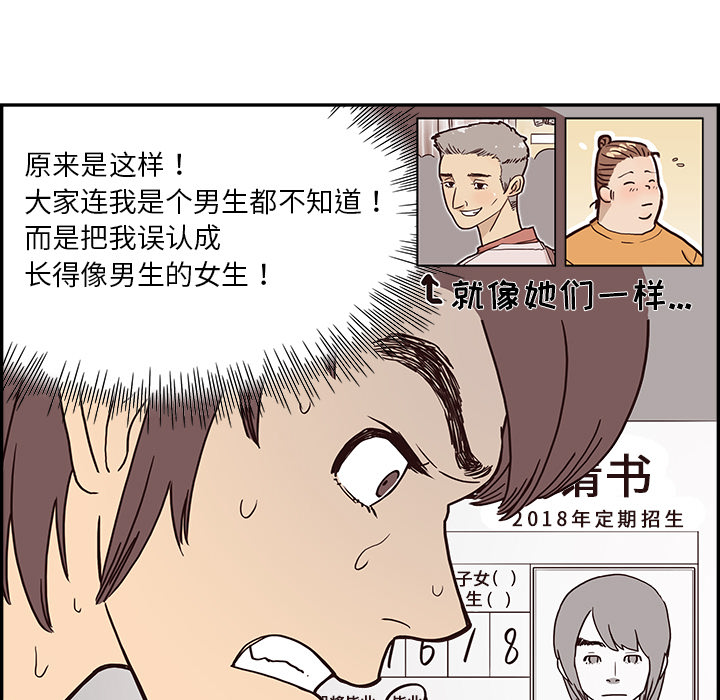 原来是这样！
大家连我是个男生都不知道！
而是把我误认成
长得像男生的女生！
就像她们一样...
请书
2018年定期招生
子女( )
生( )
1618